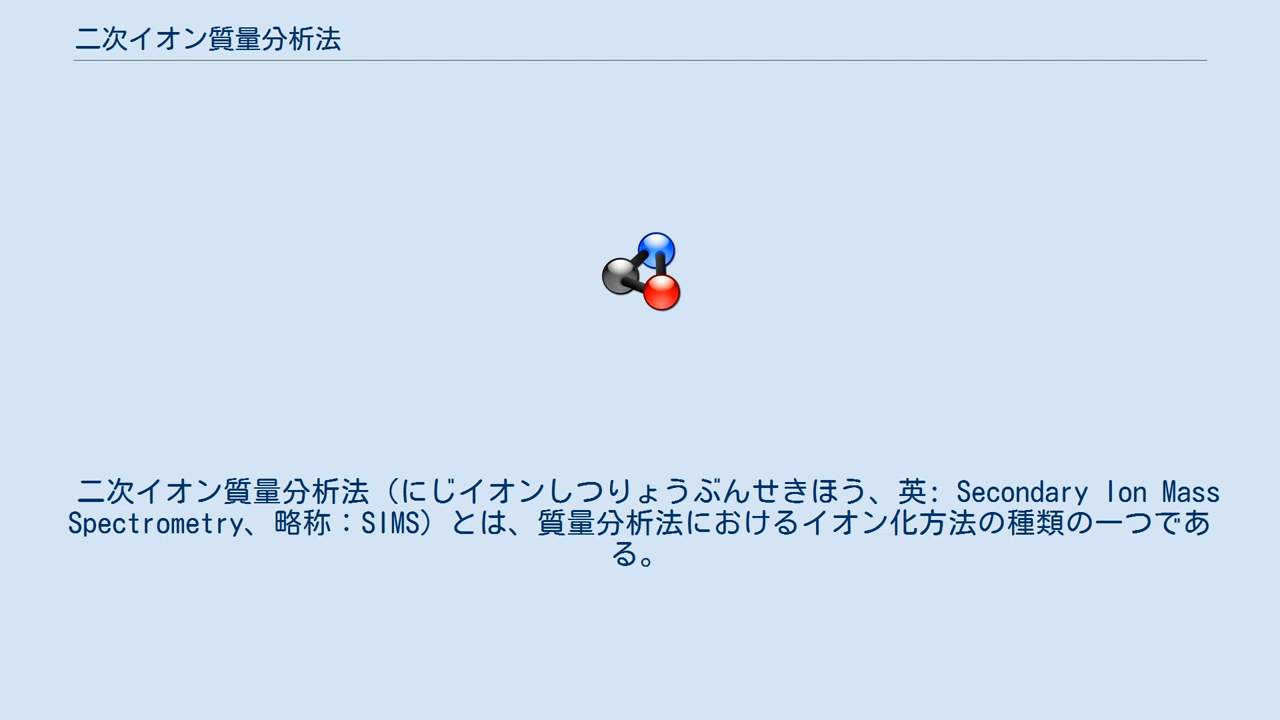 二次イオン質量分析法
二次イオン質量分析法（にじイオンしつりょうぶんせきほう、英: Secondary Ion Mass
Spectrometry、略称：SIMS）とは、質量分析法におけるイオン化方法の種類の一つであ
る。